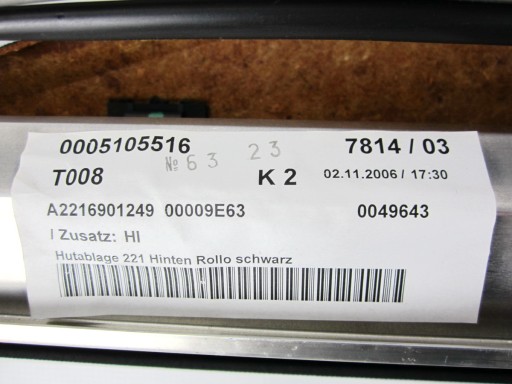 0005105516 № 63 23 7814 / 03
T008 K 2 02.11.2006 / 17:30
A2216901249 00009E63 0049643
/ Zusatz: HI
Hutablage 221 Hinten Rollo schwarz